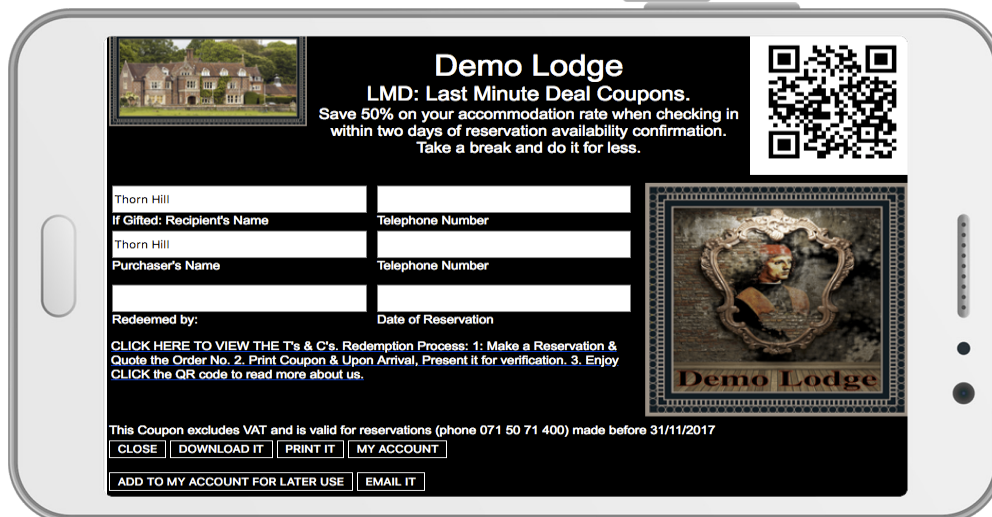 Demo Lodge
LMD: Last Minute Deal Coupons.
Save 50% on your accommodation rate when checking in
within two days of reservation availability confirmation.
Take a break and do it for less.
Thorn Hill
If Gifted: Recipient's Name
Telephone Number
Thorn Hill
Purchaser's Name
Telephone Number
Redeemed by:
Date of Reservation
CLICK HERE TO VIEW THE T's & C's. Redemption Process: 1: Make a Reservation &
Quote the Order No. 2. Print Coupon & Upon Arrival, Present it for verification. 3. Enjoy
CLICK the QR code to read more about us.
Demo Lodge
This Coupon excludes VAT and is valid for reservations (phone 071 50 71 400) made before 31/11/2017
CLOSE DOWNLOAD IT PRINT IT MY ACCOUNT
ADD TO MY ACCOUNT FOR LATER USE EMAIL IT